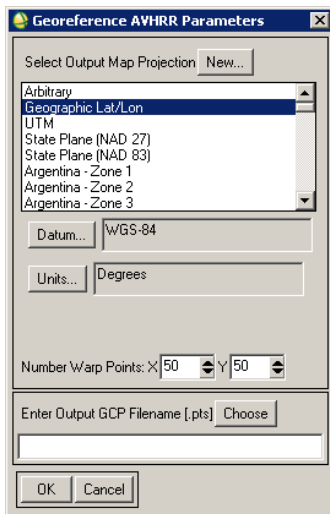 Georeference AVHRR Parameters
Select Output Map Projection New...
Arbitrary
Geographic Lat/Lon
UTM
State Plane (NAD 27)
State Plane (NAD 83)
Argentina - Zone 1
Argentina - Zone 2
Argentina - Zone 3
Datum... WGS-84
Units... Degrees
Number Warp Points: X 50 Y 50
Enter Output GCP Filename [.pts] Choose
OK Cancel